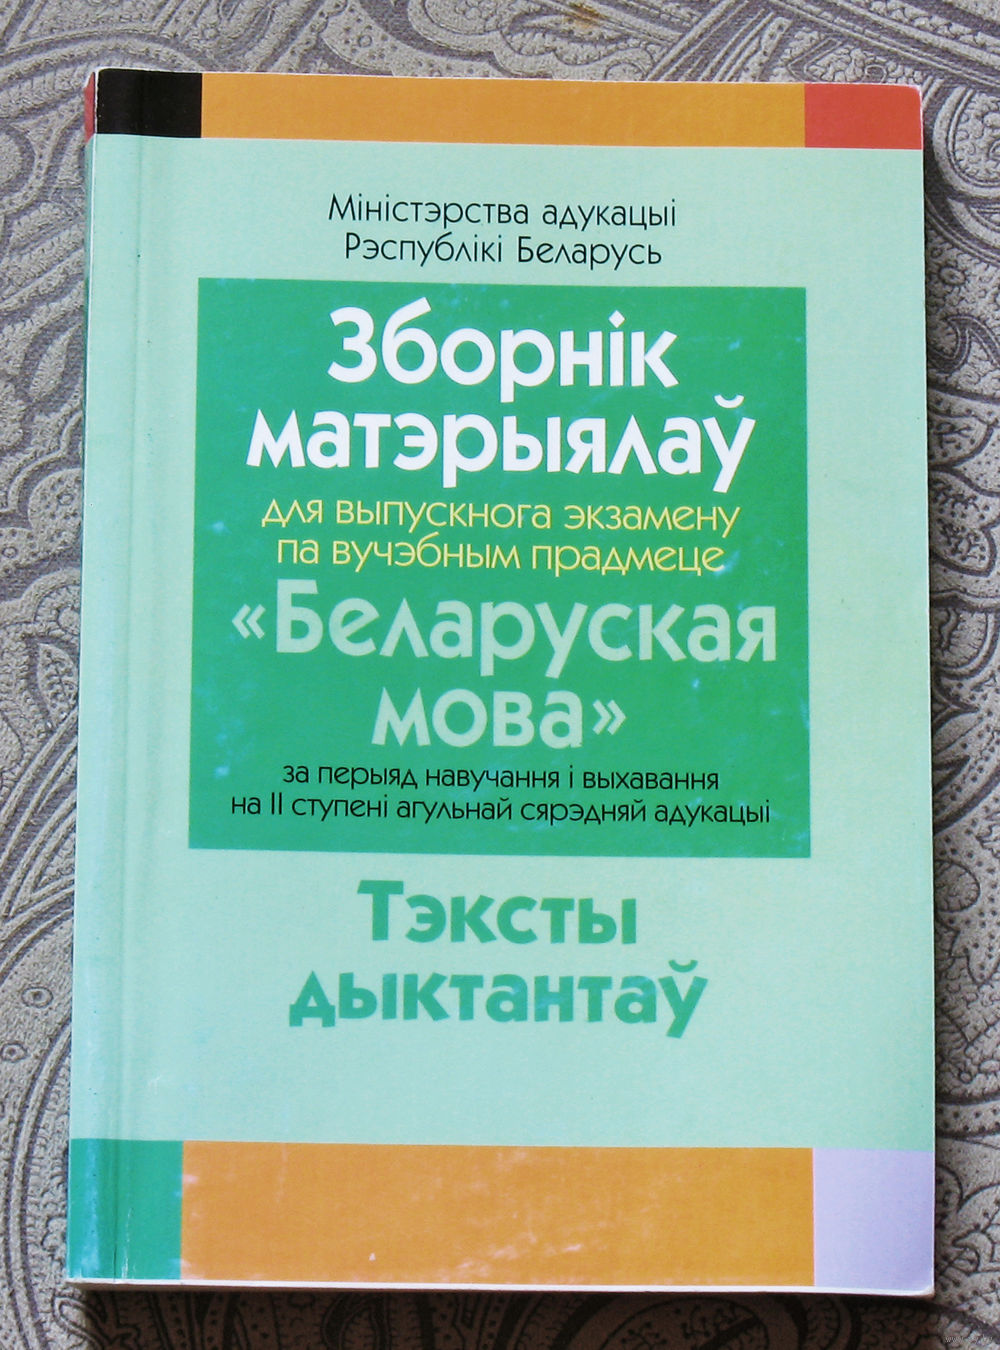 Міністэрства адукацыі
Рэспублікі Беларусь
Зборнік
матэрыялаў
для выпускнога экзамену
па вучэбным прадмеце
«Беларуская
мова»
за перыяд навучання і выхавання
на II ступені агульнай сярэдняй адукацыі
Тэксты
дыктантаў